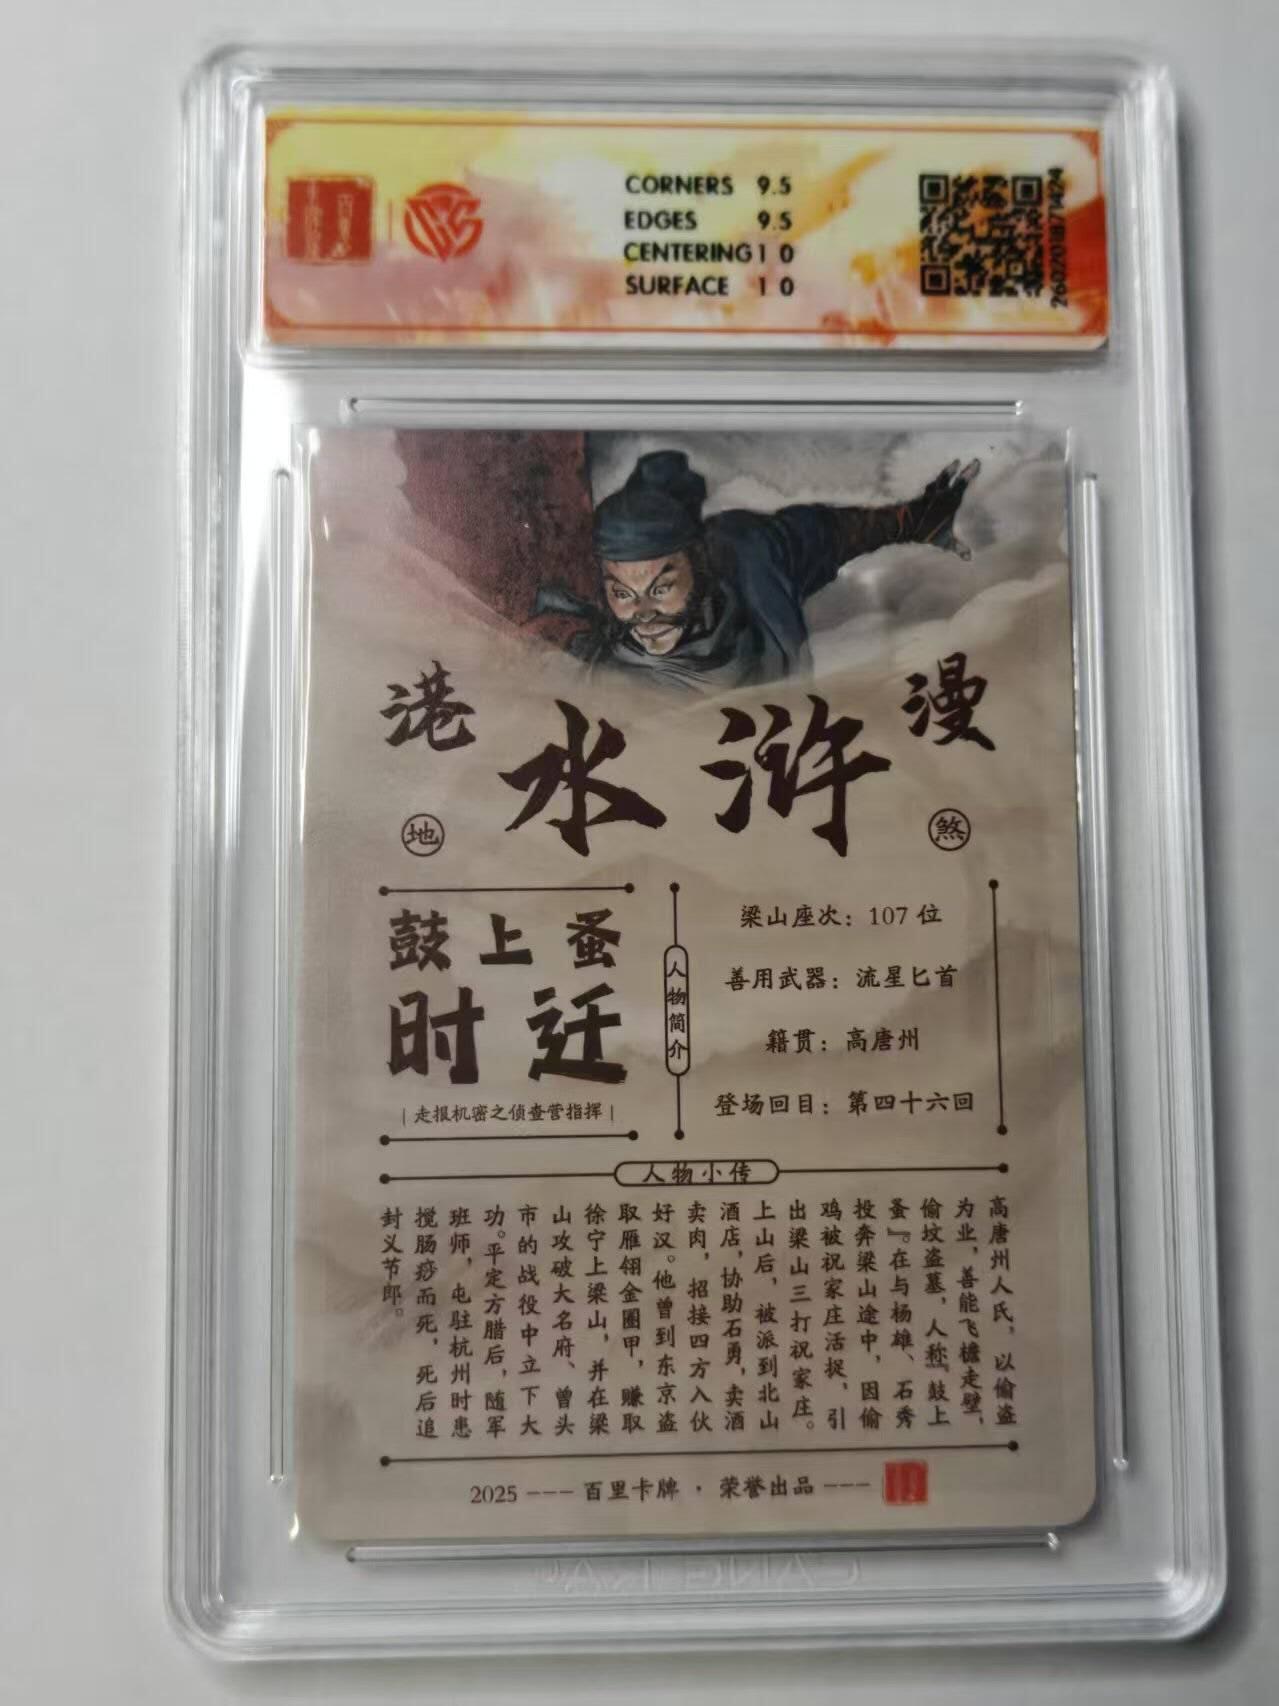 CORNERS 9.5
EDGES 9.5
CENTERING 10
SURFACE 10
港
水浒
漫
地
煞
鼓上蚤
时迁
走报机密之侦查营指挥
人物简介
梁山座次：107位
善用武器：流星匕首
籍贯：高唐州
登场回目：第四十六回
人物小传
高唐州人氏，以偷盗
为业，善能飞檐走壁、
偷坟盗墓，人称『鼓上
蚤』。在与杨雄、石秀
投奔梁山途中，因偷
鸡被祝家庄活捉，引
出梁山三打祝家庄。
上山后，被派到北山
酒店，协助石勇，卖酒
卖肉，招接四方入伙
好汉。他曾到东京盗
取雁翎金圈甲，赚取
徐宁上梁山，并在梁
山攻破大名府、曾头
市的战役中立下大
功。平定方腊后，随军
班师，屯驻杭州时患
搅肠痧而死，死后追
封义节郎。
2025 --- 百里卡牌 · 荣誉出品 ---